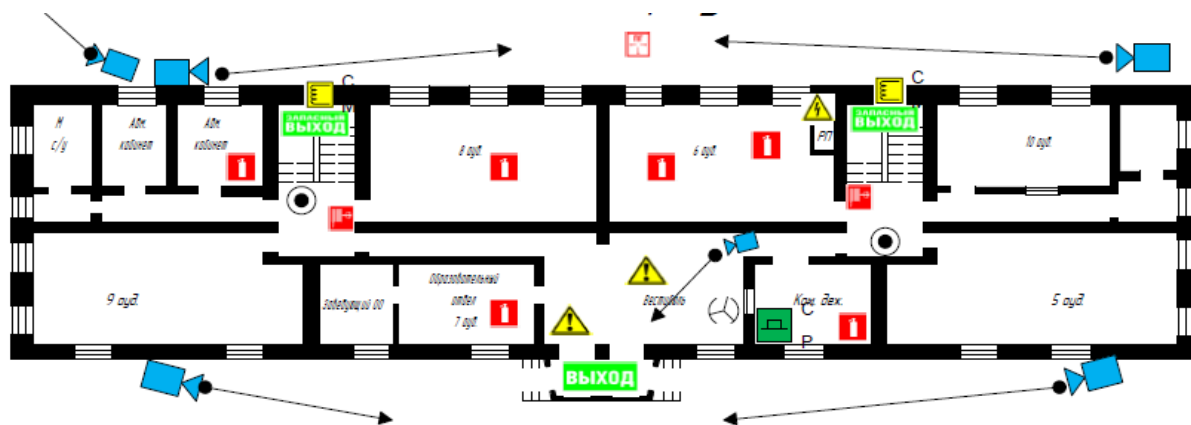 С
М
ЗАПАСНЫЙ
ВЫХОД
С
М
ЗАПАСНЫЙ
ВЫХОД
М
с/у
Адм.
кабинет
Адм.
кабинет
8 ауд.
6 ауд.
РП
10 ауд.
9 ауд.
Заведующий ОО
Образовательный
отдел
7 ауд.
Вестибюль
Ком. деж.
С
Р
5 ауд.
ВЫХОД